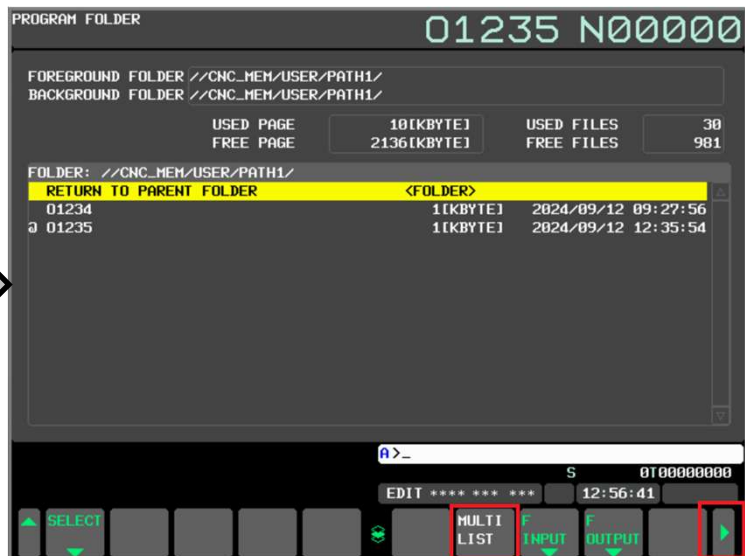 PROGRAM FOLDER
O1235 N00000
FOREGROUND FOLDER //CNC_MEM/USER/PATH1/
BACKGROUND FOLDER //CNC_MEM/USER/PATH1/
USED PAGE 10[KBYTE] USED FILES 30
FREE PAGE 2136[KBYTE] FREE FILES 981
FOLDER: //CNC_MEM/USER/PATH1/
RETURN TO PARENT FOLDER <FOLDER>
O1234 1[KBYTE] 2024/09/12 09:27:56
@ O1235 1[KBYTE] 2024/09/12 12:35:54
A>_
S 0T00000000
EDIT **** *** *** 12:56:41
SELECT
MULTI LIST
F INPUT
F OUTPUT